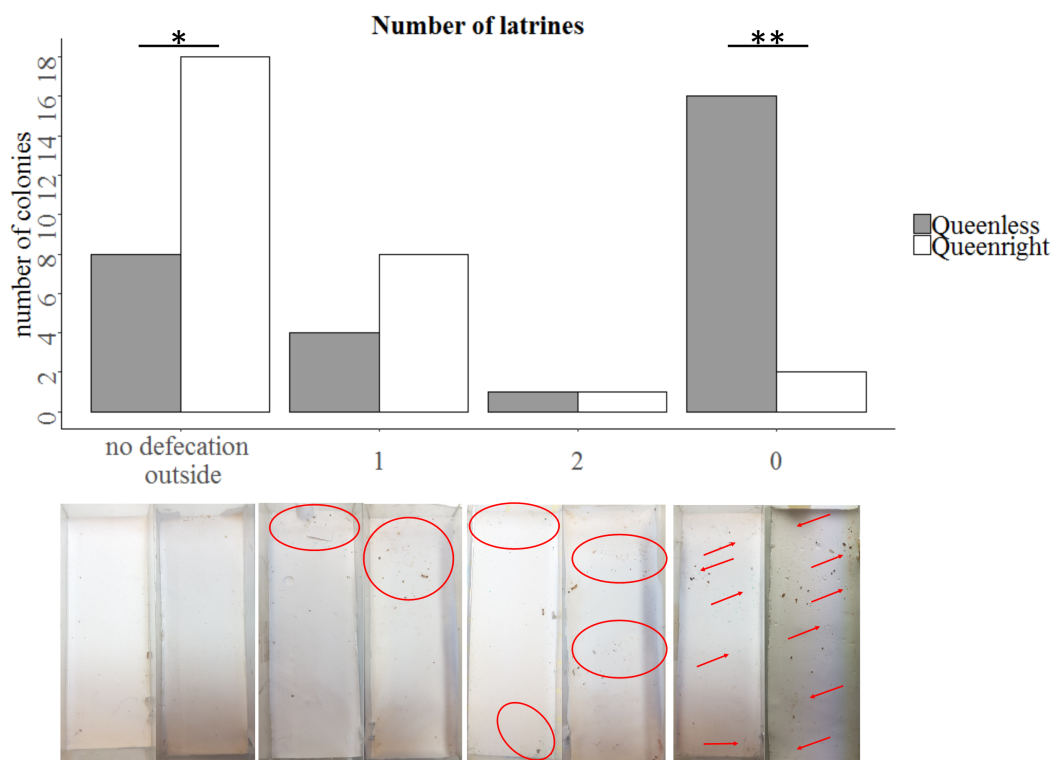 Number of latrines
*
**
number of colonies
18
16
14
12
10
8
6
4
2
0
Queenless
Queenright
no defecation
outside
1
2
0